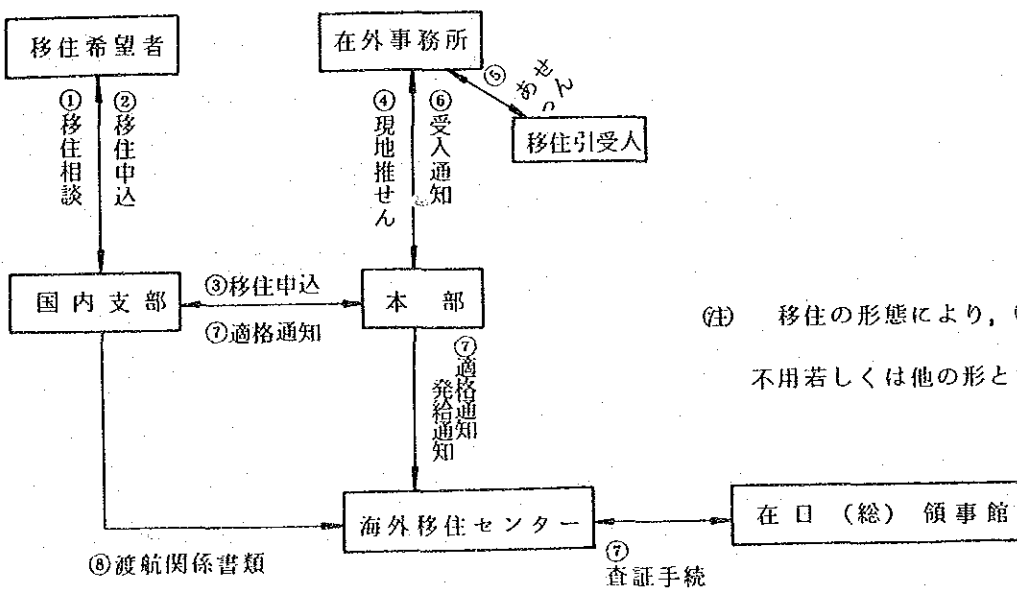 移住希望者
在外事務所
①移住相談
②移住申込
④現地推せん
⑥受入通知
⑤あっせん
移住引受人
国内支部
③移住申込
⑦適格通知
本部
⑦適格通知
発給通知
(注) 移住の形態により,
不用若しくは他の形と
海外移住センター
在日(総)領事館
⑦
査証手続
⑧渡航関係書類